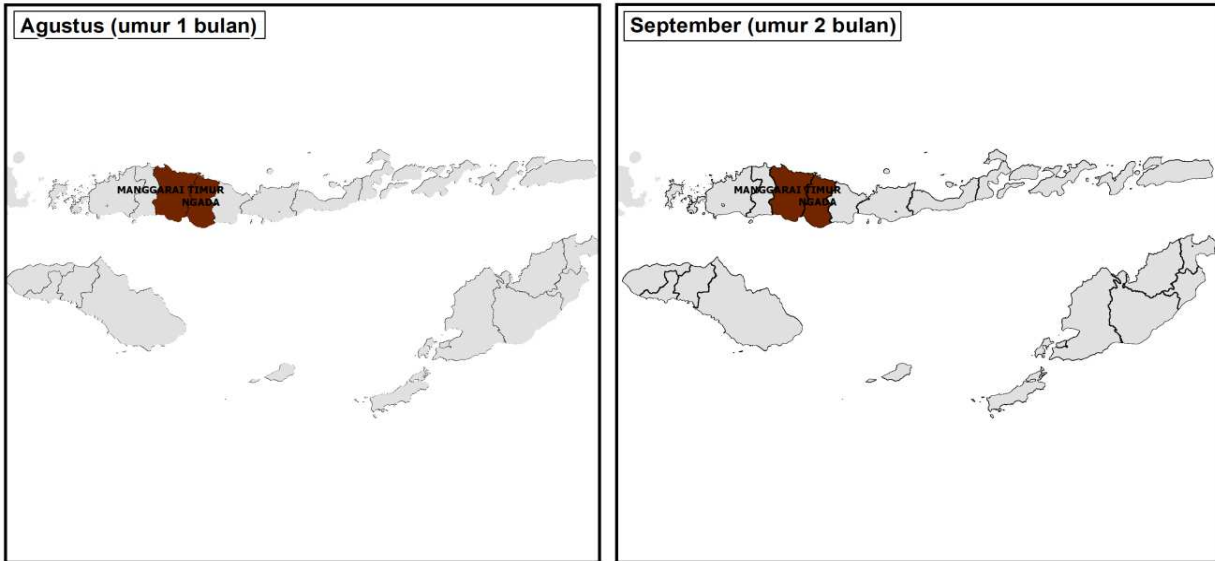 Agustus (umur 1 bulan)
MANGGARAI TIMUR
NGADA
September (umur 2 bulan)
MANGGARAI TIMUR
NGADA